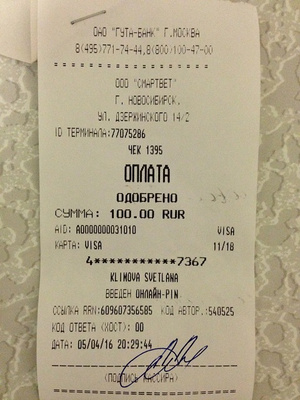 ОАО "ГУТА-БАНК" Г.МОСКВА
8(495)771-74-44,8(800)100-47-00
ООО "СМАРТВЕТ"
Г. НОВОСИБИРСК,
УЛ. ДЗЕРЖИНСКОГО 14/2
ID ТЕРМИНАЛА:77075286
ЧЕК 1395
ОПЛАТА
ОДОБРЕНО
СУММА: 100.00 RUR
AID: A0000000031010 VISA
КАРТА: VISA 11/18
4************7367
KLIMOVA SVETLANA
ВВЕДЕН ОНЛАЙН-PIN
ССЫЛКА RRN:609607356585 КОД АВТОР.:540525
КОД ОТВЕТА (ХОСТ): 00
ДАТА: 05/04/16 20:29:44
(ПОДПИСЬ КАССИРА)